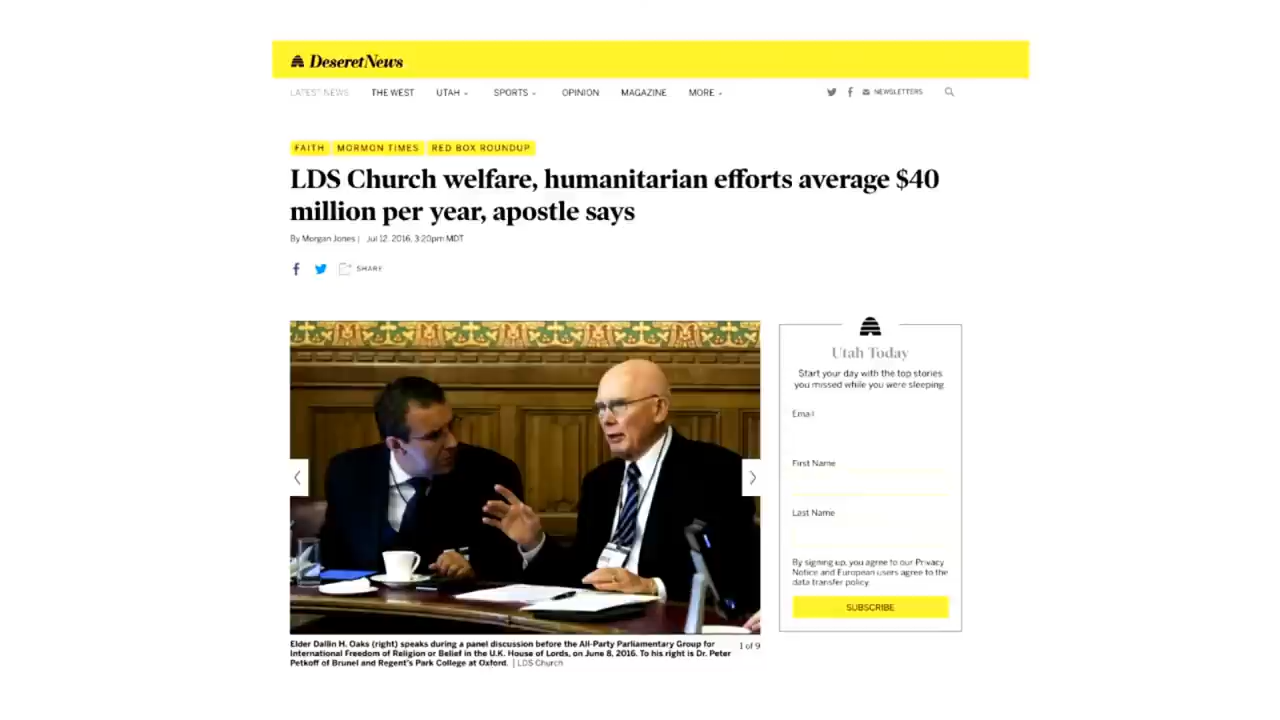 DeseretNews
LATEST NEWS THE WEST UTAH SPORTS OPINION MAGAZINE MORE NEWSLETTERS
FAITH MORMON TIMES RED BOX ROUNDUP
LDS Church welfare, humanitarian efforts average $40
million per year, apostle says
By Morgan Jones | Jul 12, 2016, 3:20pm MDT
SHARE
Elder Dallin H. Oaks (right) speaks during a panel discussion before the All-Party Parliamentary Group for
International Freedom of Religion or Belief in the U.K. House of Lords, on June 8, 2016. To his right is Dr. Peter
Petkoff of Brunel and Regent's Park College at Oxford. | LDS Church
1 of 9
Utah Today
Start your day with the top stories
you missed while you were sleeping
Email
First Name
Last Name
By signing up, you agree to our Privacy
Notice and European users agree to the
data transfer policy.
SUBSCRIBE